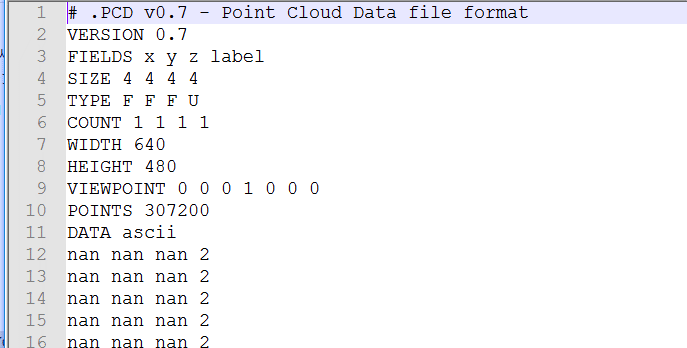 1 # .PCD v0.7 - Point Cloud Data file format
2 VERSION 0.7
3 FIELDS x y z label
4 SIZE 4 4 4 4
5 TYPE F F F U
6 COUNT 1 1 1 1
7 WIDTH 640
8 HEIGHT 480
9 VIEWPOINT 0 0 0 1 0 0 0
10 POINTS 307200
11 DATA ascii
12 nan nan nan 2
13 nan nan nan 2
14 nan nan nan 2
15 nan nan nan 2
16 nan nan nan 2